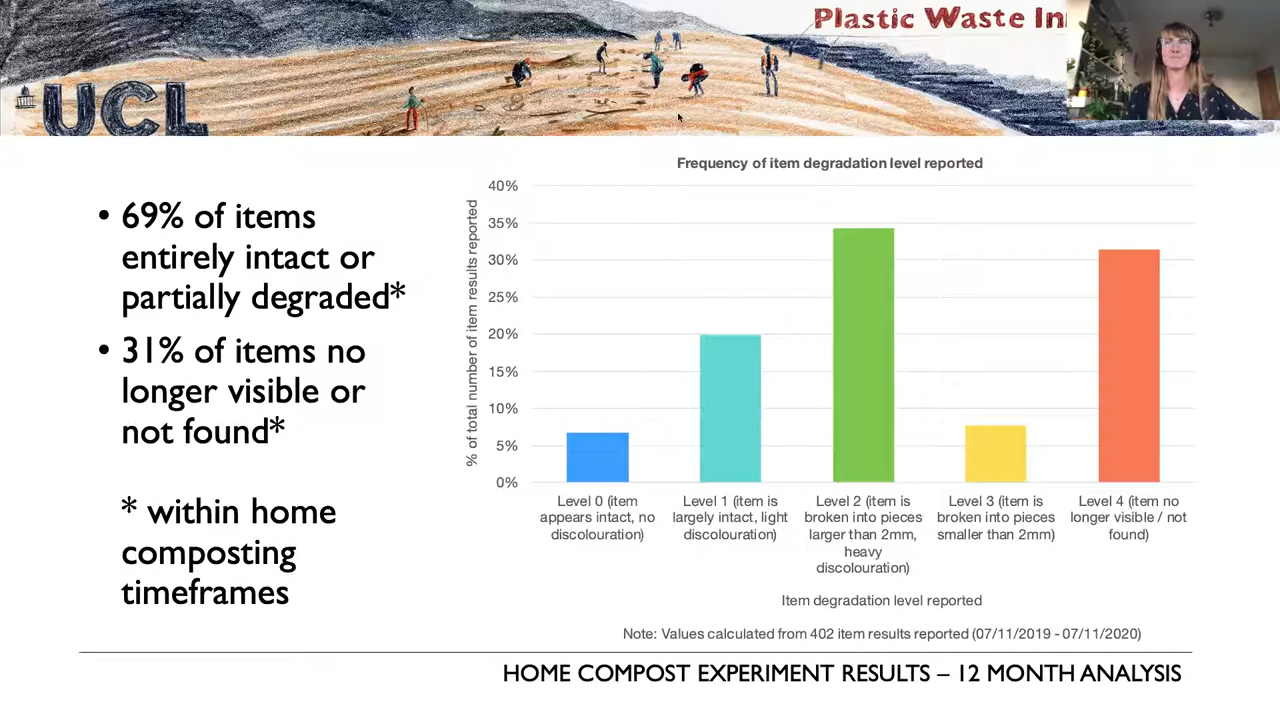 Plastic Waste In
UCL
• 69% of items
entirely intact or
partially degraded*
• 31% of items no
longer visible or
not found*
* within home
composting
timeframes
Frequency of item degradation level reported
% of total number of item results reported
40%
35%
30%
25%
20%
15%
10%
5%
0%
Level 0 (item
appears intact, no
discolouration)
Level 1 (item is
largely intact, light
discolouration)
Level 2 (item is
broken into pieces
larger than 2mm,
heavy
discolouration)
Level 3 (item is
broken into pieces
smaller than 2mm)
Level 4 (item no
longer visible / not
found)
Item degradation level reported
Note: Values calculated from 402 item results reported (07/11/2019 - 07/11/2020)
HOME COMPOST EXPERIMENT RESULTS – 12 MONTH ANALYSIS